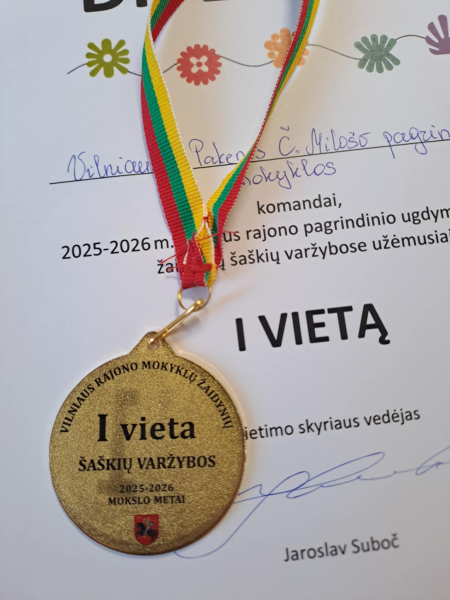 Vilniaus Pakenės Č. Milošo pagrin
mokyklos
komandai,
2025-2026 m. us rajono pagrindinio ugdym
šaškių varžybose užėmusiai
I VIETĄ
ietimo skyriaus vedėjas
Jaroslav Suboč
VILNIAUS RAJONO MOKYKLŲ ŽAIDYNIŲ
I vieta
ŠAŠKIŲ VARŽYBOS
2025-2026
MOKSLO METAI